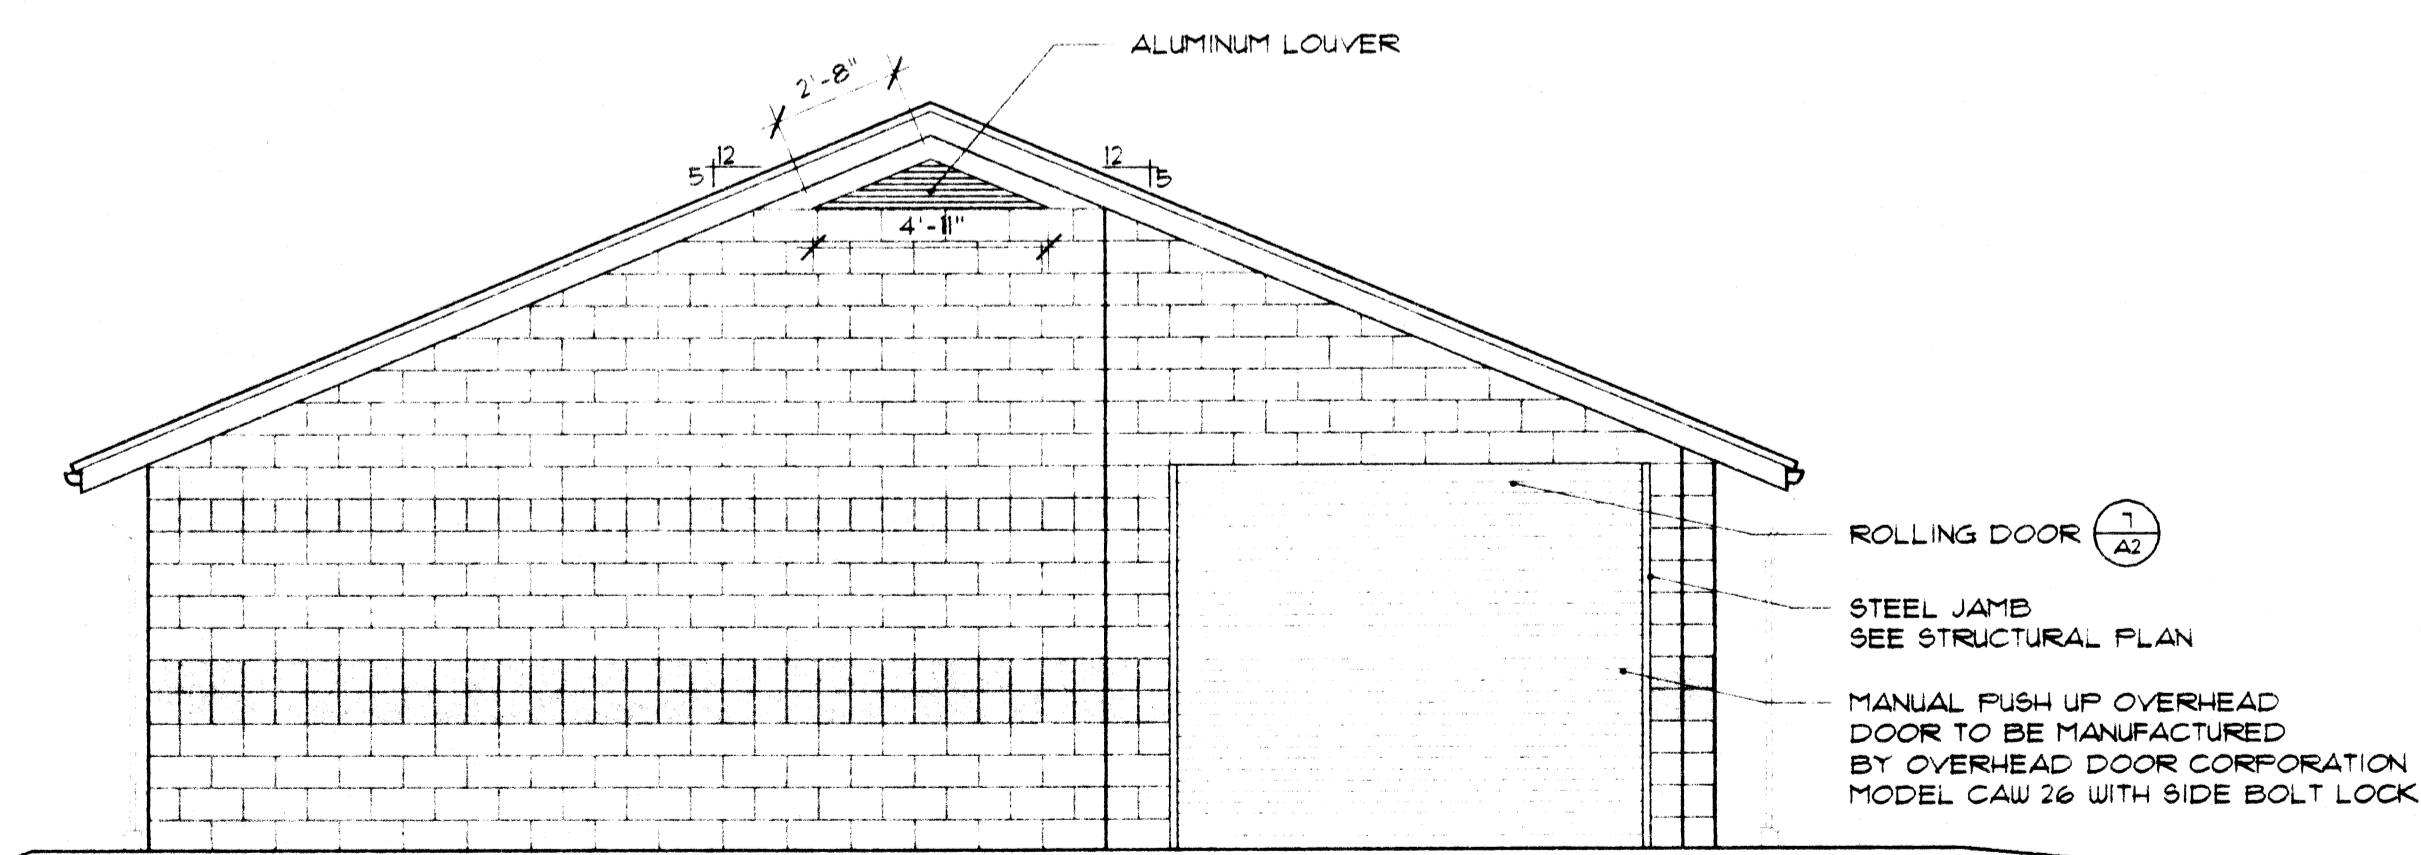 ALUMINUM LOUVER
2'-8"
12
5
12
5
4'-11"
ROLLING DOOR
7
A2
STEEL JAMB
SEE STRUCTURAL PLAN
MANUAL PUSH UP OVERHEAD
DOOR TO BE MANUFACTURED
BY OVERHEAD DOOR CORPORATION
MODEL CAW 26 WITH SIDE BOLT LOCK